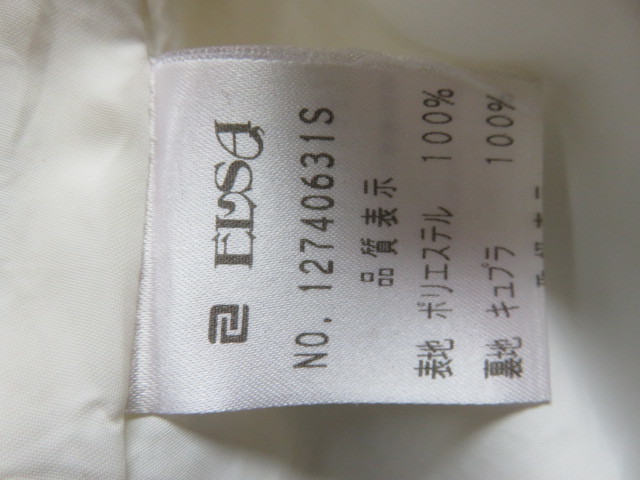 ELSA
NO. 12740631S
品質表示
表地 ポリエステル 100%
裏地 キュプラ 100%